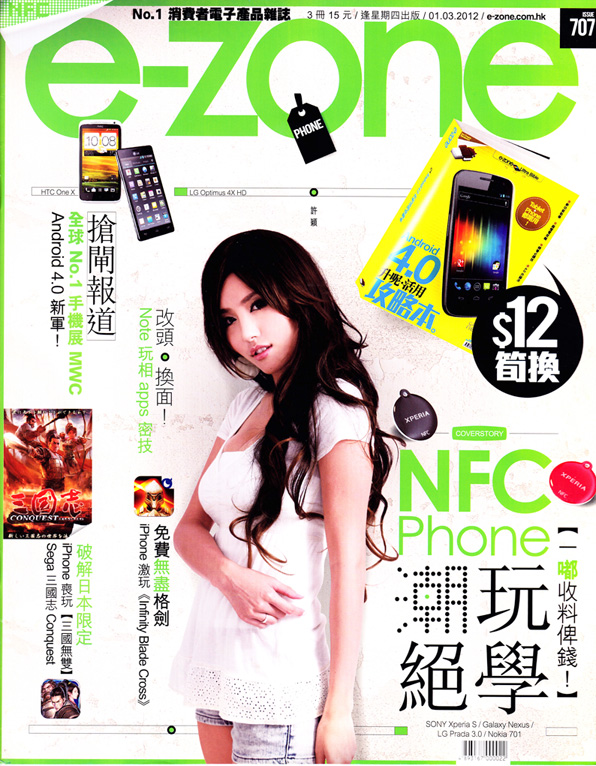 NFC
No.1 消費者電子產品雜誌
3 冊 15 元 / 逢星期四出版 / 01.03.2012 / e-zone.com.hk
ISSUE
707
e-zone
PHONE
HTC One X
LG Optimus 4X HD
許穎
搶閘報道
全球 No.1 手機展 MWC
Android 4.0 新軍！
改頭•換面！
Note 玩相 apps 密技
Android
4.0
升呢•活用
攻略本
$12
筍換
XPERIA
NFC
COVERSTORY
NFC
Phone
潮玩
絕學
【一嘟收料俾錢！】
XPERIA
NFC
三國志
CONQUEST
免費無盡格劍
iPhone 激玩《Infinity Blade Cross》
破解日本限定
iPhone 喪玩【三國無雙】
Sega 三國志 Conquest
SONY Xperia S / Galaxy Nexus /
LG Prada 3.0 / Nokia 701